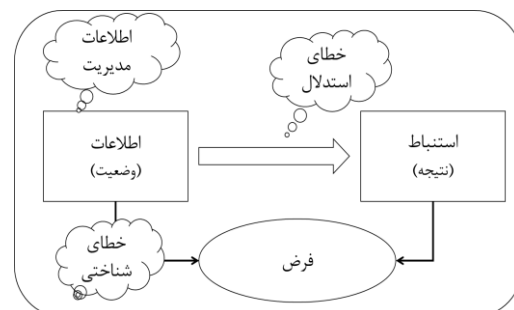 اطلاعات
مدیریت
خطای
استدلال
استنباط
(نتیجه)
اطلاعات
(وضعیت)
خطای
شناختی
فرض